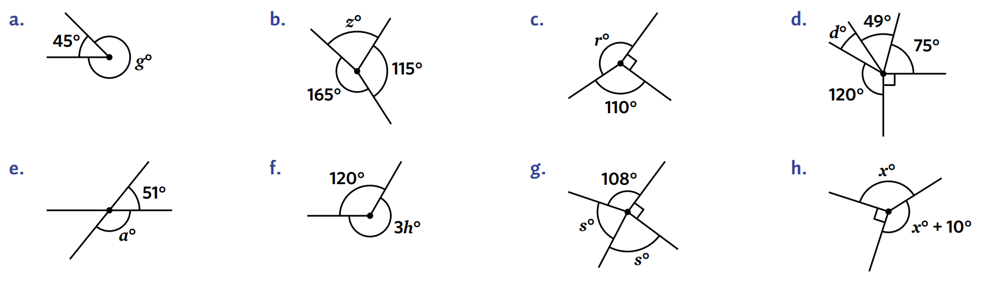 a.
45°
g°
b.
z°
115°
165°
c.
r°
110°
d.
d°
49°
75°
120°
e.
51°
a°
f.
120°
3h°
g.
108°
s°
s°
h.
x°
x° + 10°